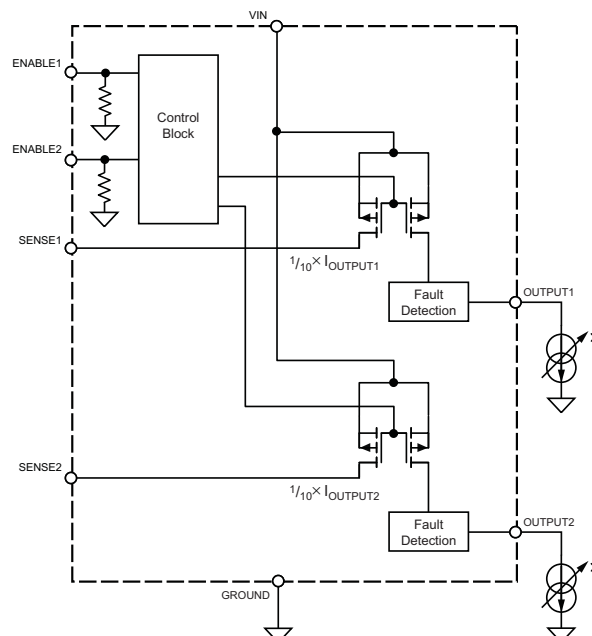 VIN
ENABLE1
Control
Block
ENABLE2
SENSE1
1/10 × IOUTPUT1
Fault
Detection
OUTPUT1
x
SENSE2
1/10 × IOUTPUT2
Fault
Detection
OUTPUT2
x
GROUND